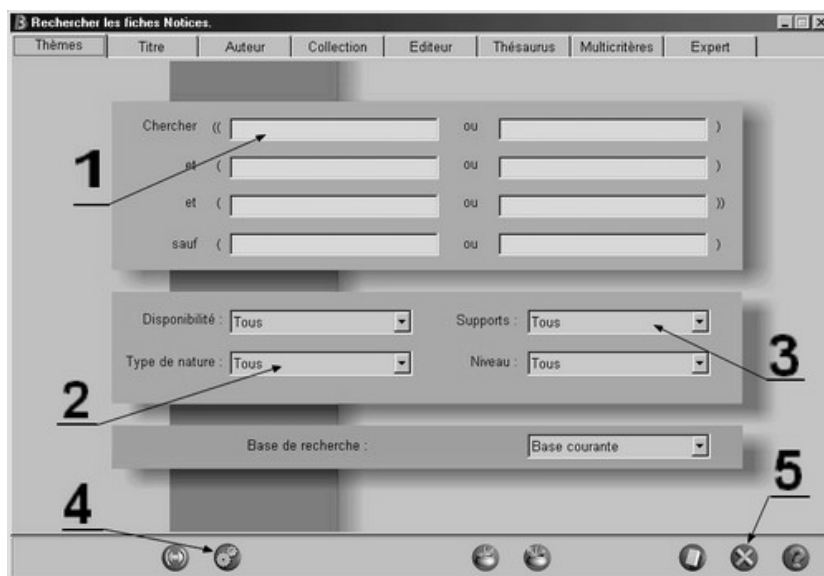 Rechercher les fiches Notices.
Thèmes Titre Auteur Collection Editeur Thésaurus Multicritères Expert
Chercher (( ou )
1
et ( ou )
et ( ou ))
sauf ( ou )
Disponibilité : Tous Supports : Tous
3
Type de nature : Tous Niveau : Tous
2
Base de recherche : Base courante
5
4